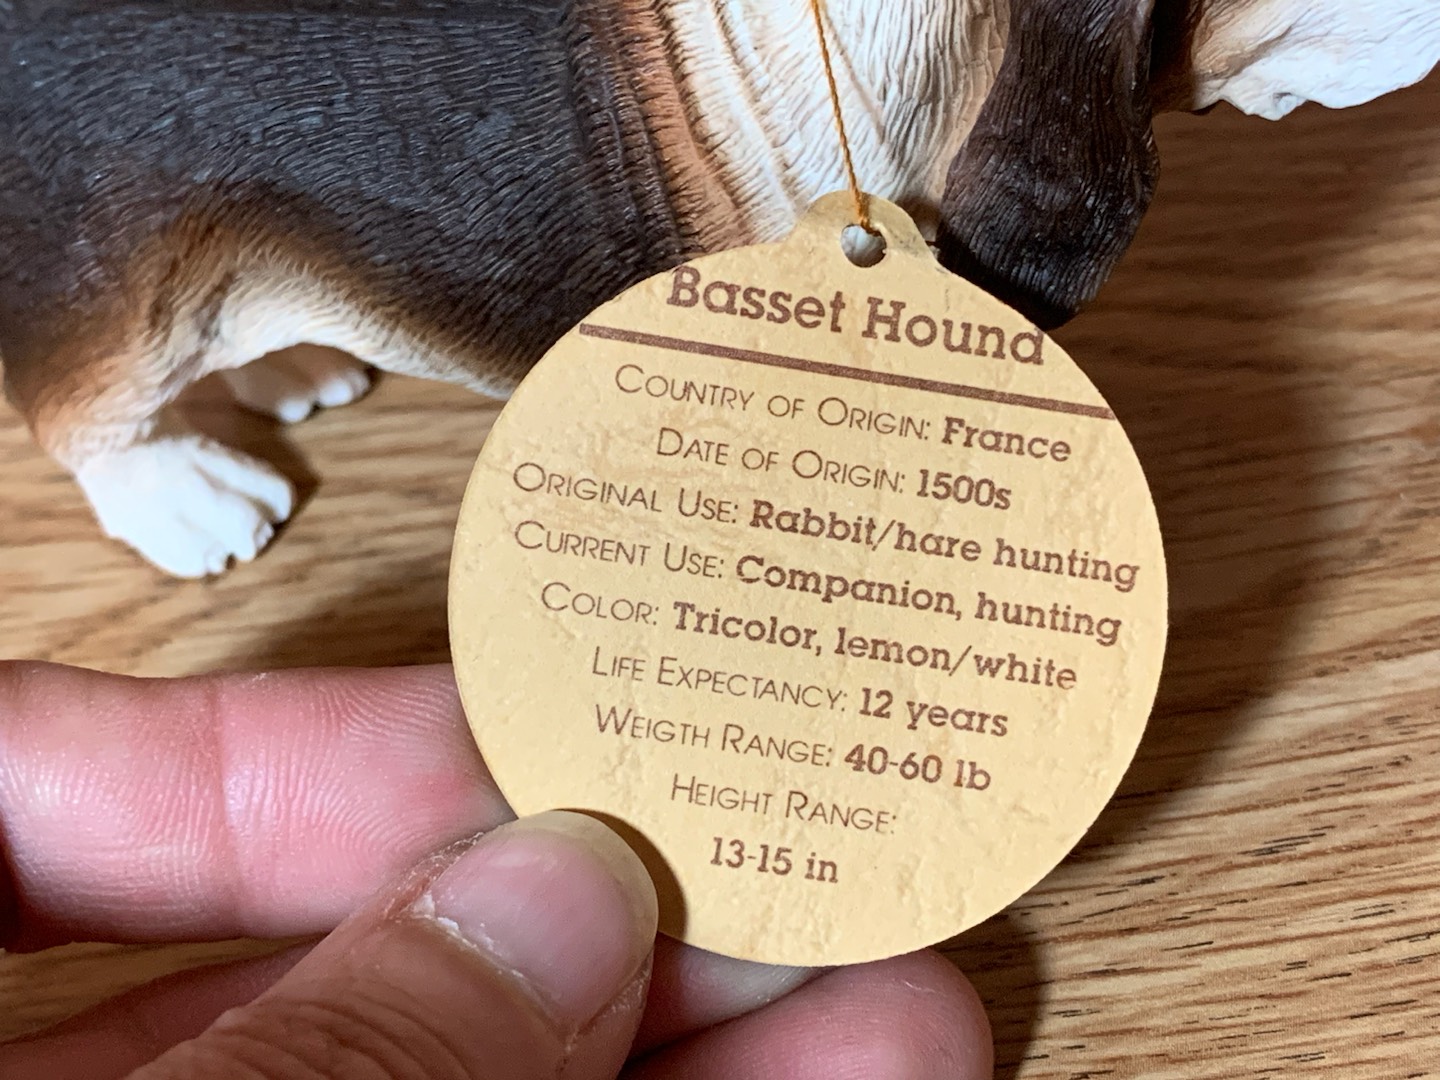 Basset Hound
COUNTRY OF ORIGIN: France
DATE OF ORIGIN: 1500s
ORIGINAL USE: Rabbit/hare hunting
CURRENT USE: Companion, hunting
COLOR: Tricolor, lemon/white
LIFE EXPECTANCY: 12 years
WEIGTH RANGE: 40-60 lb
HEIGHT RANGE:
13-15 in